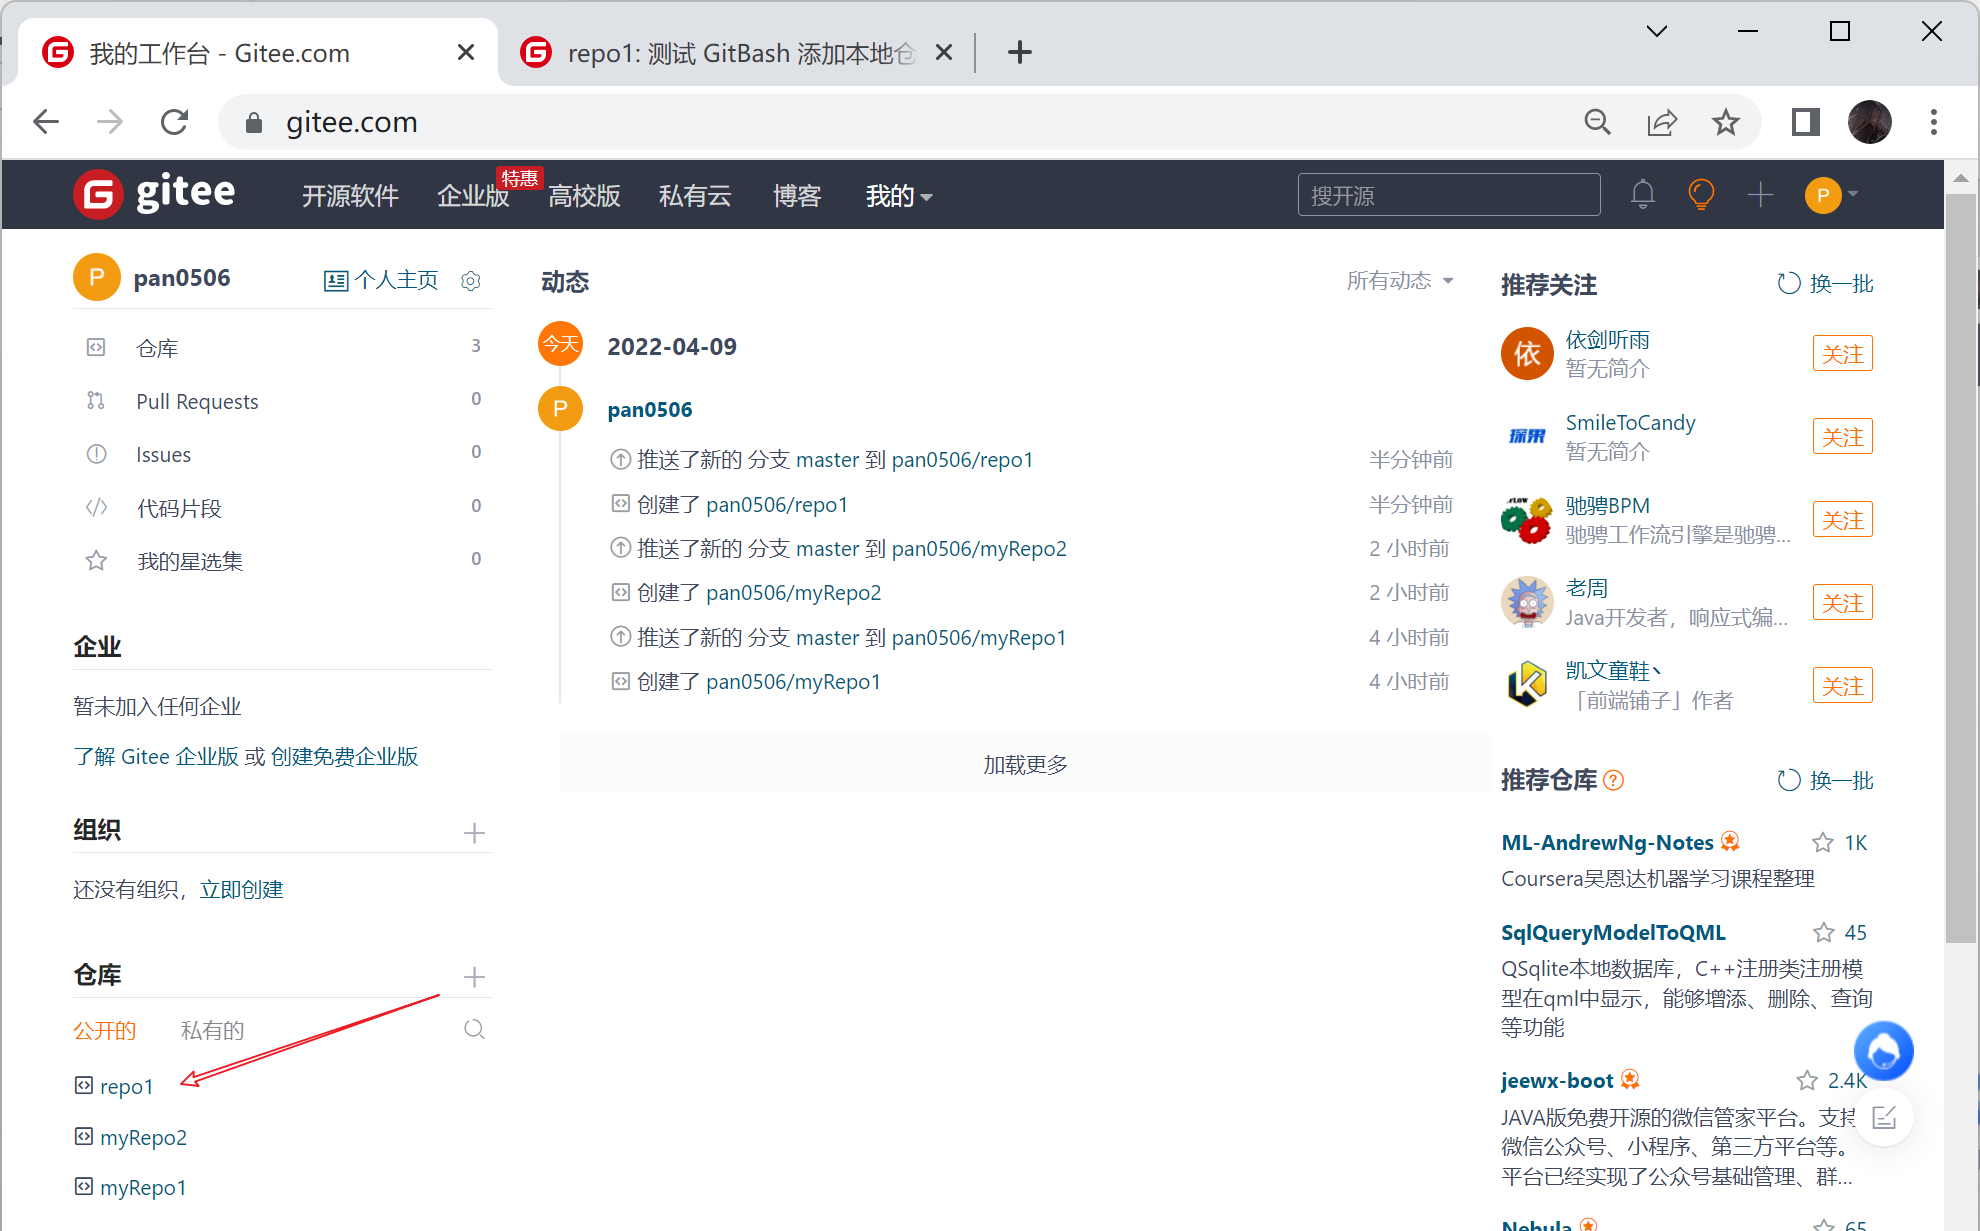 我的工作台 - Gitee.com
repo1: 测试 GitBash 添加本地仓
gitee.com
gitee
开源软件
企业版
特惠
高校版
私有云
博客
我的
搜开源
P
P
pan0506
个人主页
仓库 3
Pull Requests 0
Issues 0
代码片段 0
我的星选集 0
企业
暂未加入任何企业
了解 Gitee 企业版 或 创建免费企业版
组织
还没有组织，立即创建
仓库
公开的 私有的
repo1
myRepo2
myRepo1
动态
所有动态
今天
2022-04-09
P
pan0506
推送了新的 分支 master 到 pan0506/repo1 半分钟前
创建了 pan0506/repo1 半分钟前
推送了新的 分支 master 到 pan0506/myRepo2 2 小时前
创建了 pan0506/myRepo2 2 小时前
推送了新的 分支 master 到 pan0506/myRepo1 4 小时前
创建了 pan0506/myRepo1 4 小时前
加载更多
推荐关注
换一批
依
依剑听雨
暂无简介
关注
探果
SmileToCandy
暂无简介
关注
FLOW
驰骋BPM
驰骋工作流引擎是驰骋...
关注
老周
Java开发者，响应式编...
关注
凯文童鞋丶
「前端铺子」作者
关注
推荐仓库
换一批
ML-AndrewNg-Notes 1K
Coursera吴恩达机器学习课程整理
SqlQueryModelToQML 45
QSqlite本地数据库，C++注册类注册模
型在qml中显示，能够增添、删除、查询
等功能
jeewx-boot 2.4K
JAVA版免费开源的微信管家平台。支持
微信公众号、小程序、第三方平台等。
平台已经实现了公众号基础管理、群...
Nebula 65